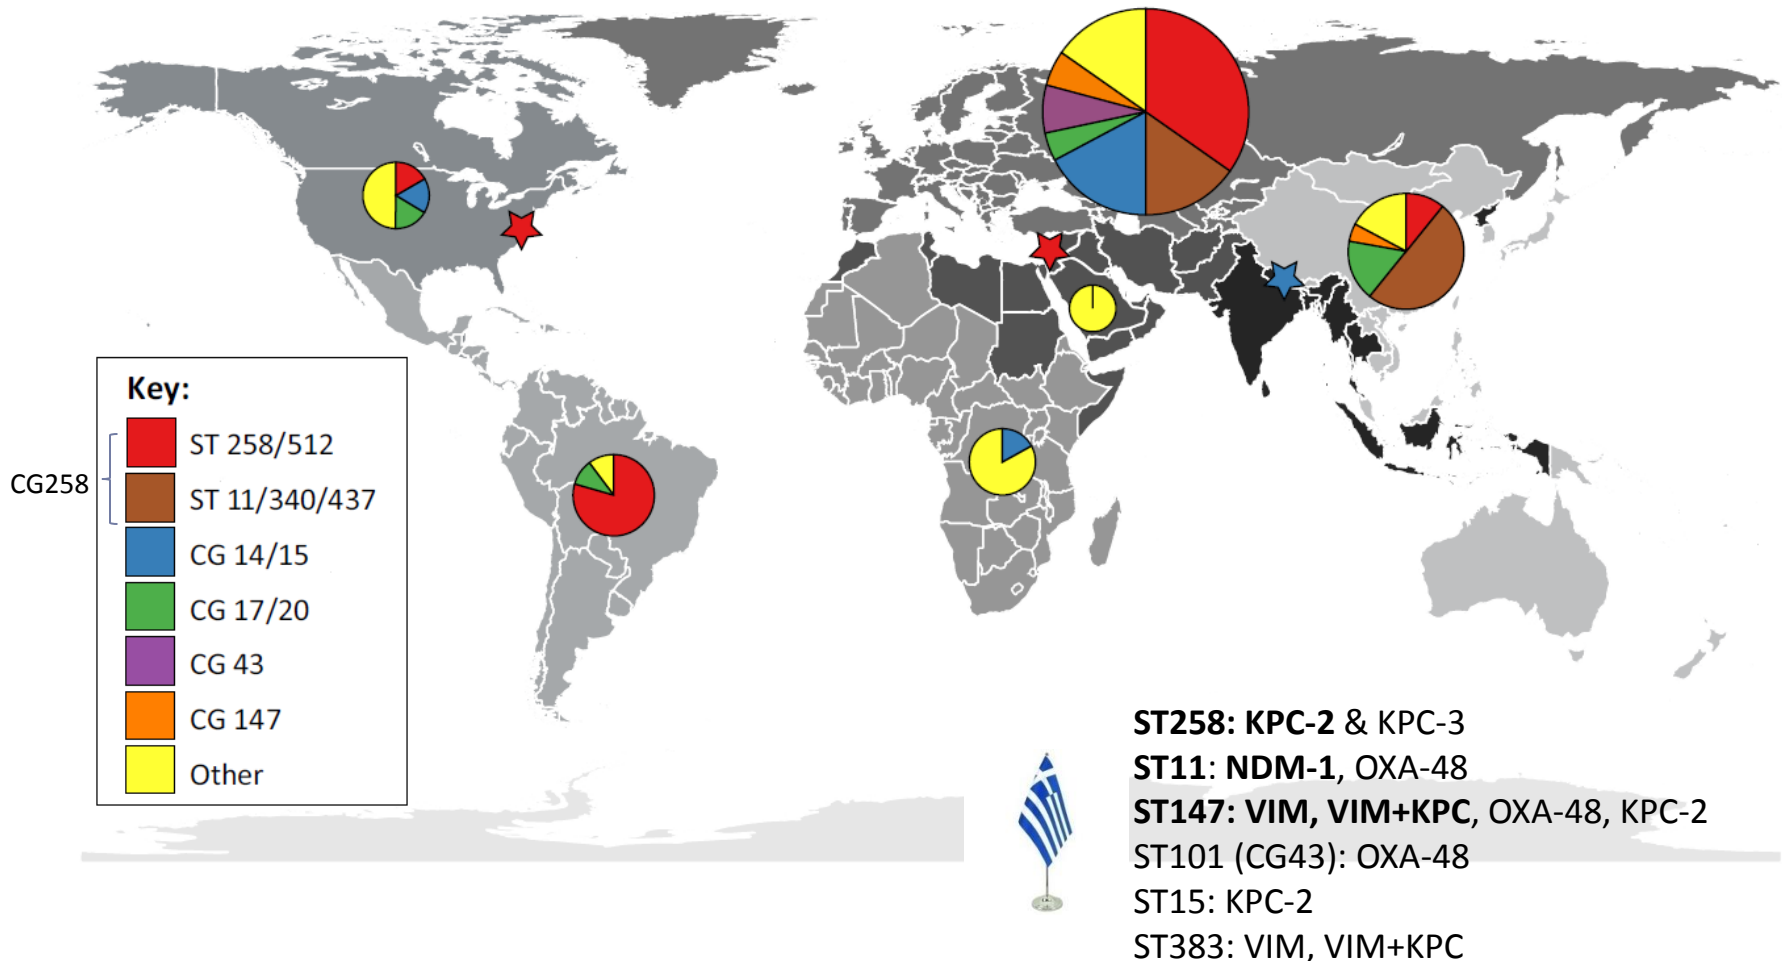 Key:
CG258
ST 258/512
ST 11/340/437
CG 14/15
CG 17/20
CG 43
CG 147
Other
ST258: KPC-2 & KPC-3
ST11: NDM-1, OXA-48
ST147: VIM, VIM+KPC, OXA-48, KPC-2
ST101 (CG43): OXA-48
ST15: KPC-2
ST383: VIM, VIM+KPC